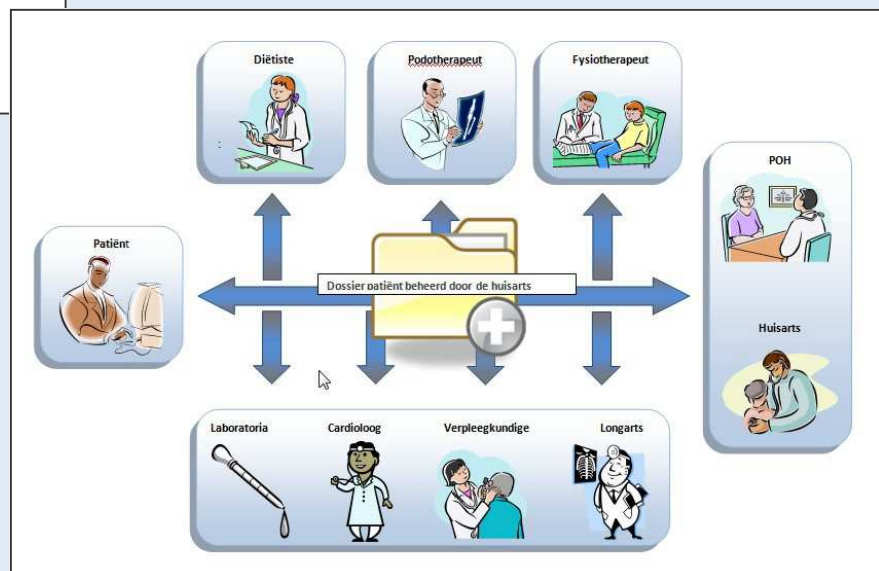 Diëtiste
Podotherapeut
Fysiotherapeut
POH
Patiënt
Dossier patiënt beheerd door de huisarts
Huisarts
Laboratoria
Cardioloog
Verpleegkundige
Longarts